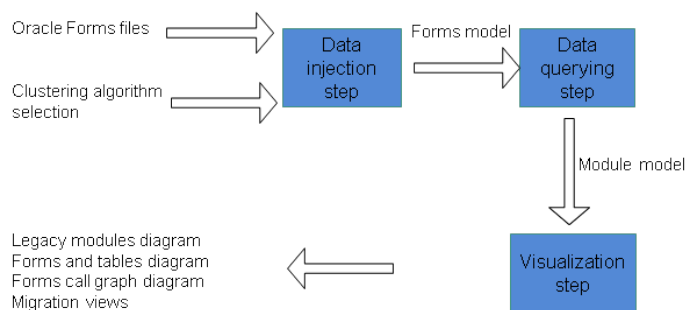 Oracle Forms files
Clustering algorithm
selection
Data
injection
step
Forms model
Data
querying
step
Module model
Visualization
step
Legacy modules diagram
Forms and tables diagram
Forms call graph diagram
Migration views